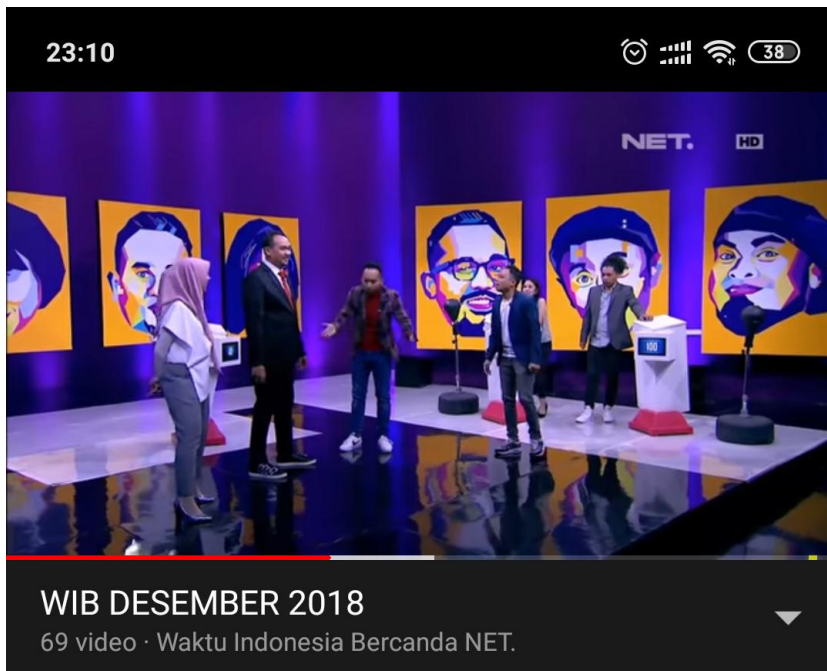 23:10
38
NET. HD
100
WIB DESEMBER 2018
69 video · Waktu Indonesia Bercanda NET.